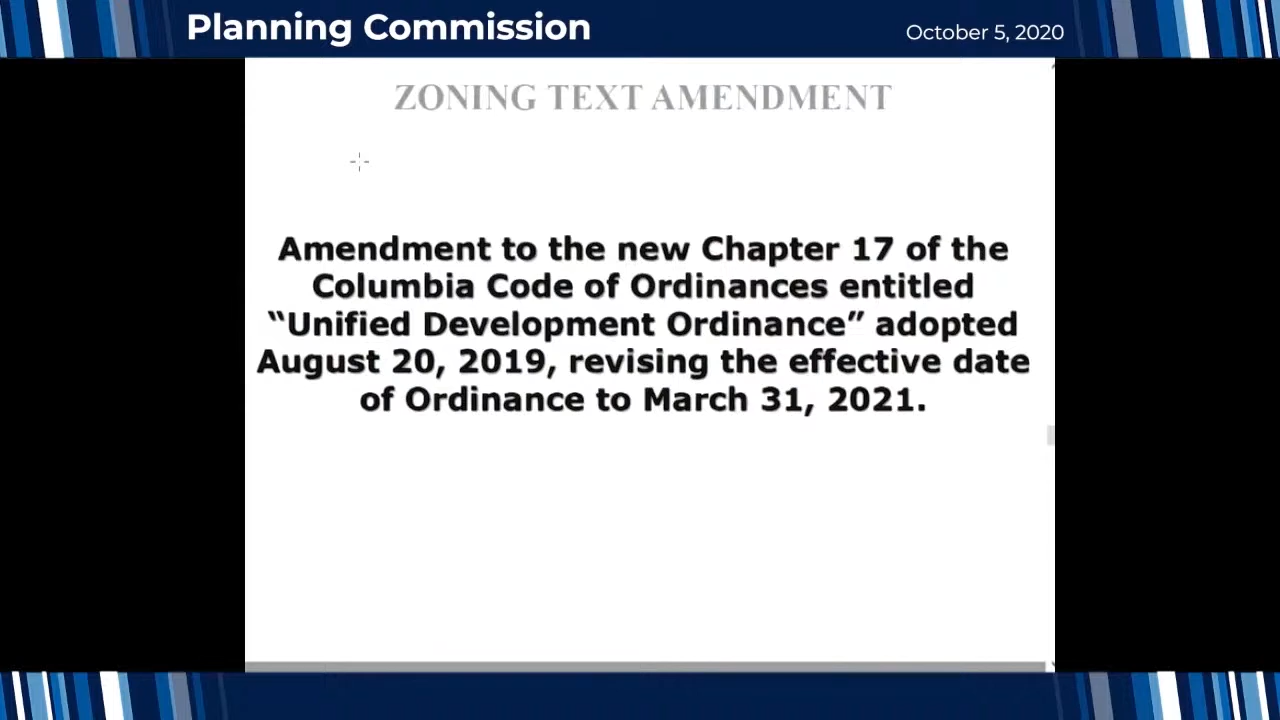 Planning Commission
October 5, 2020
ZONING TEXT AMENDMENT
Amendment to the new Chapter 17 of the
Columbia Code of Ordinances entitled
“Unified Development Ordinance” adopted
August 20, 2019, revising the effective date
of Ordinance to March 31, 2021.